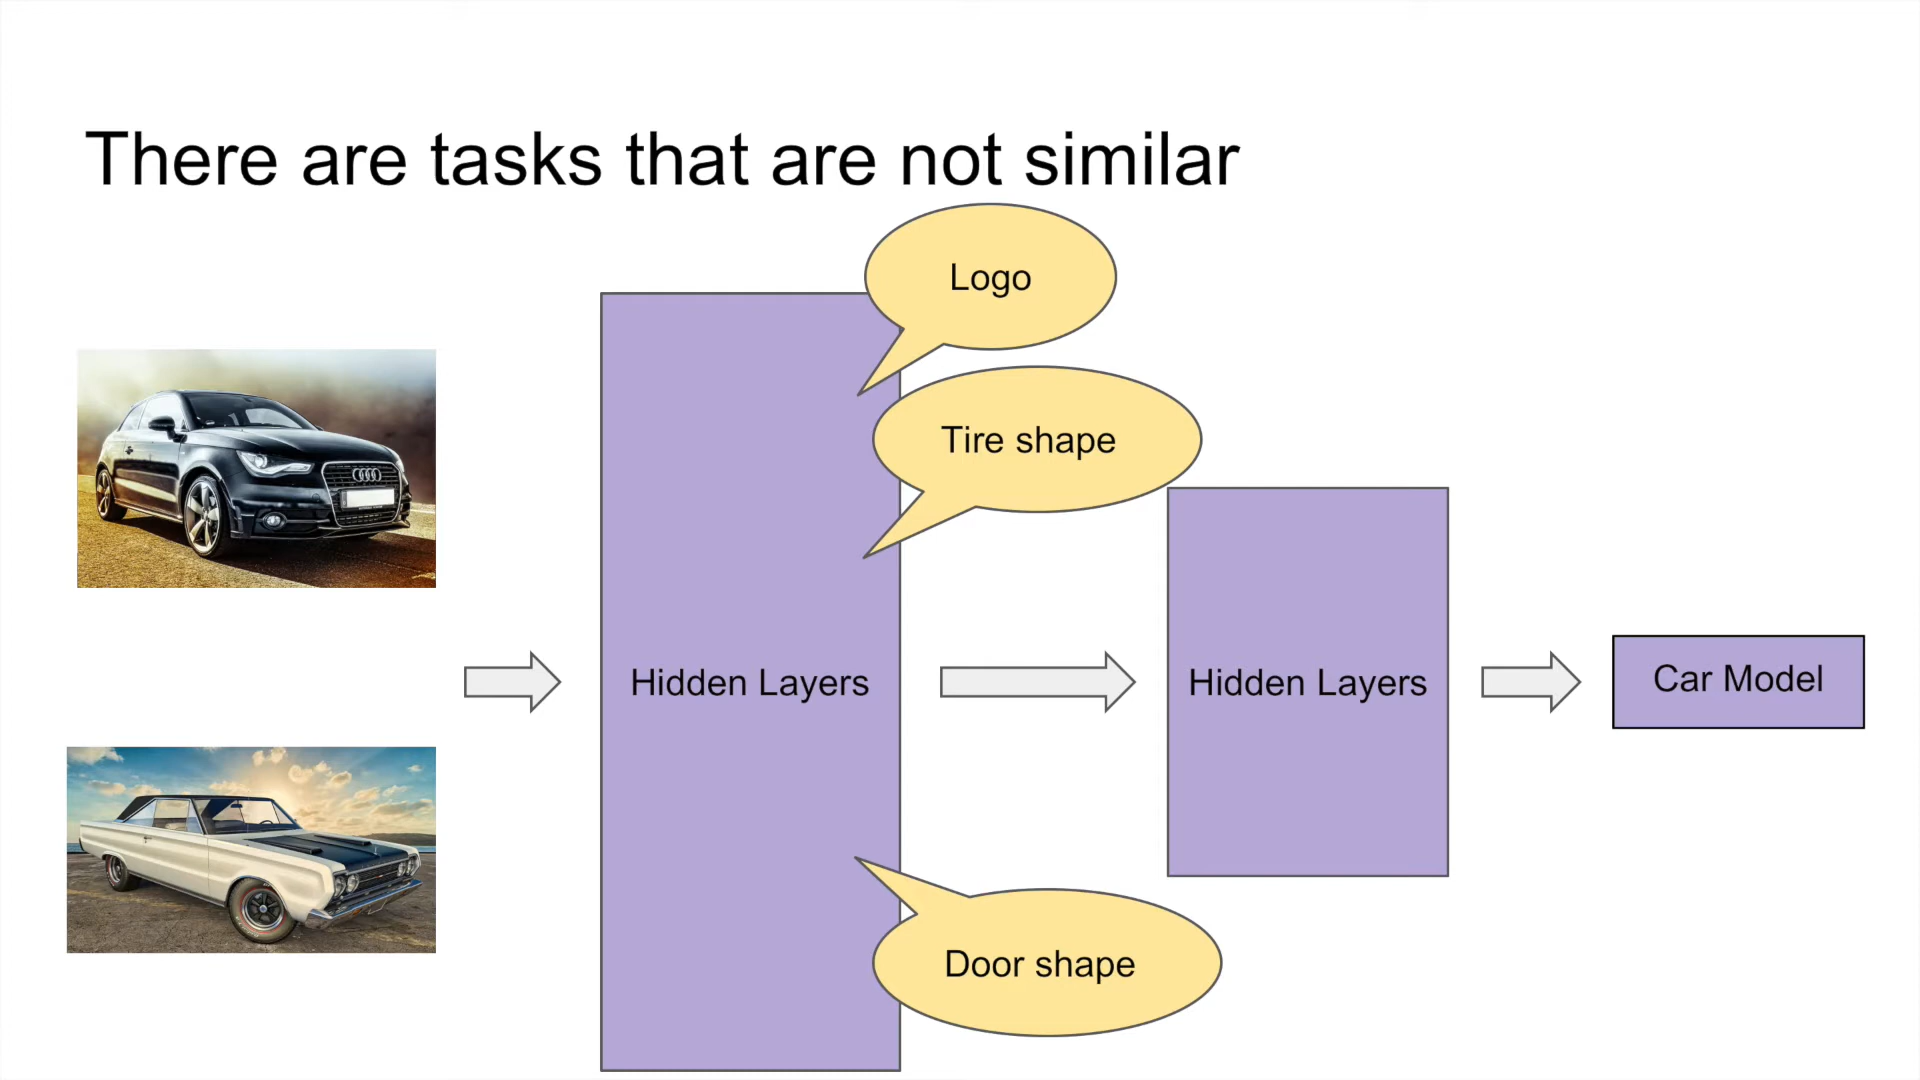 There are tasks that are not similar
Logo
Tire shape
Hidden Layers
Hidden Layers
Car Model
Door shape